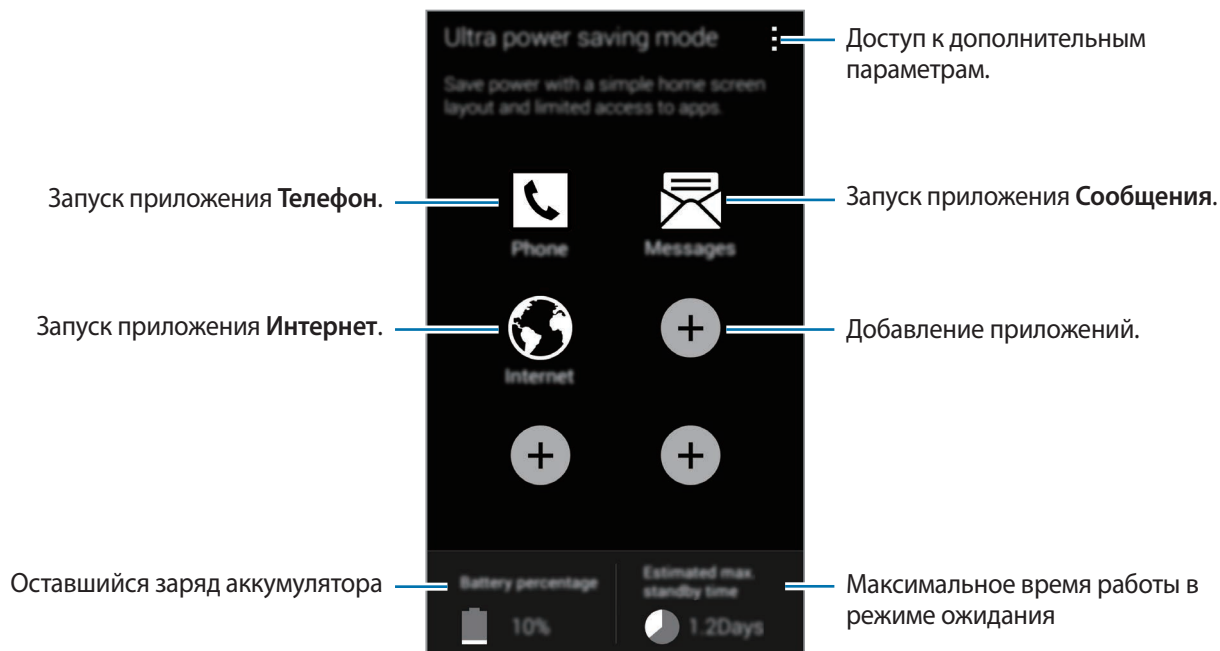 Ultra power saving mode
Доступ к дополнительным
параметрам.
Save power with a simple home screen
layout and limited access to apps.
Запуск приложения Телефон.
Запуск приложения Сообщения.
Phone
Messages
Запуск приложения Интернет.
Добавление приложений.
Internet
Оставшийся заряд аккумулятора
Battery percentage
10%
Estimated max.
standby time
1.2Days
Максимальное время работы в
режиме ожидания